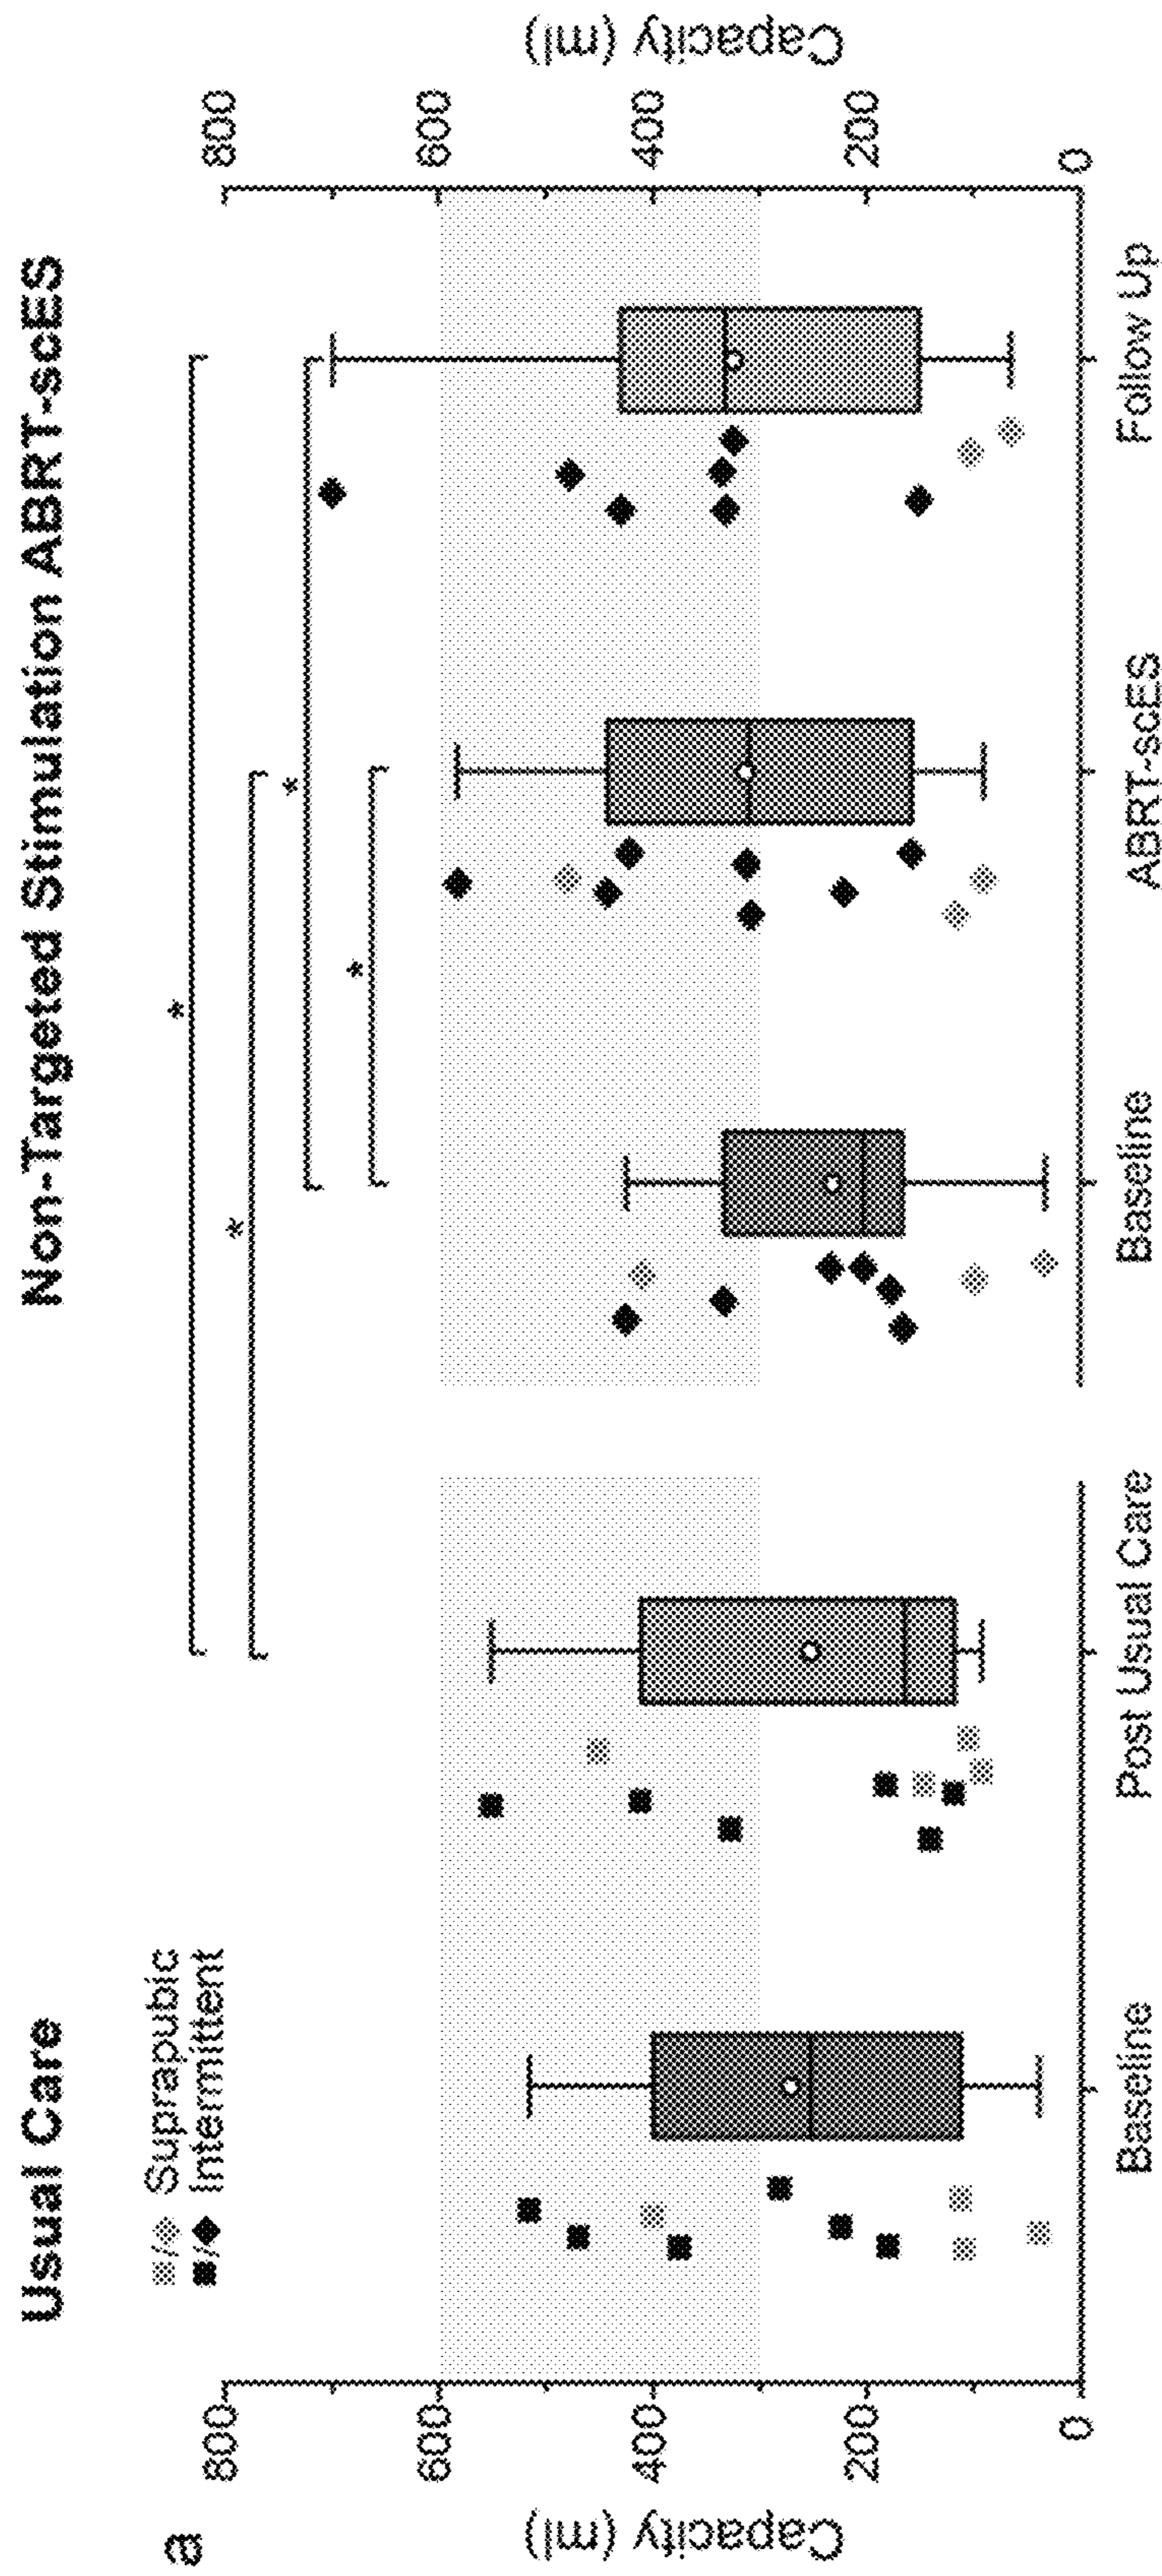 a
Usual Care
Non-Targeted Stimulation ABRT-scES
/ Suprapubic
/ Intermittent
Capacity (ml)
800
600
400
200
0
*
*
*
*
800
600
400
200
0
Capacity (ml)
Baseline
Post Usual Care
Baseline
ABRT-scES
Follow Up